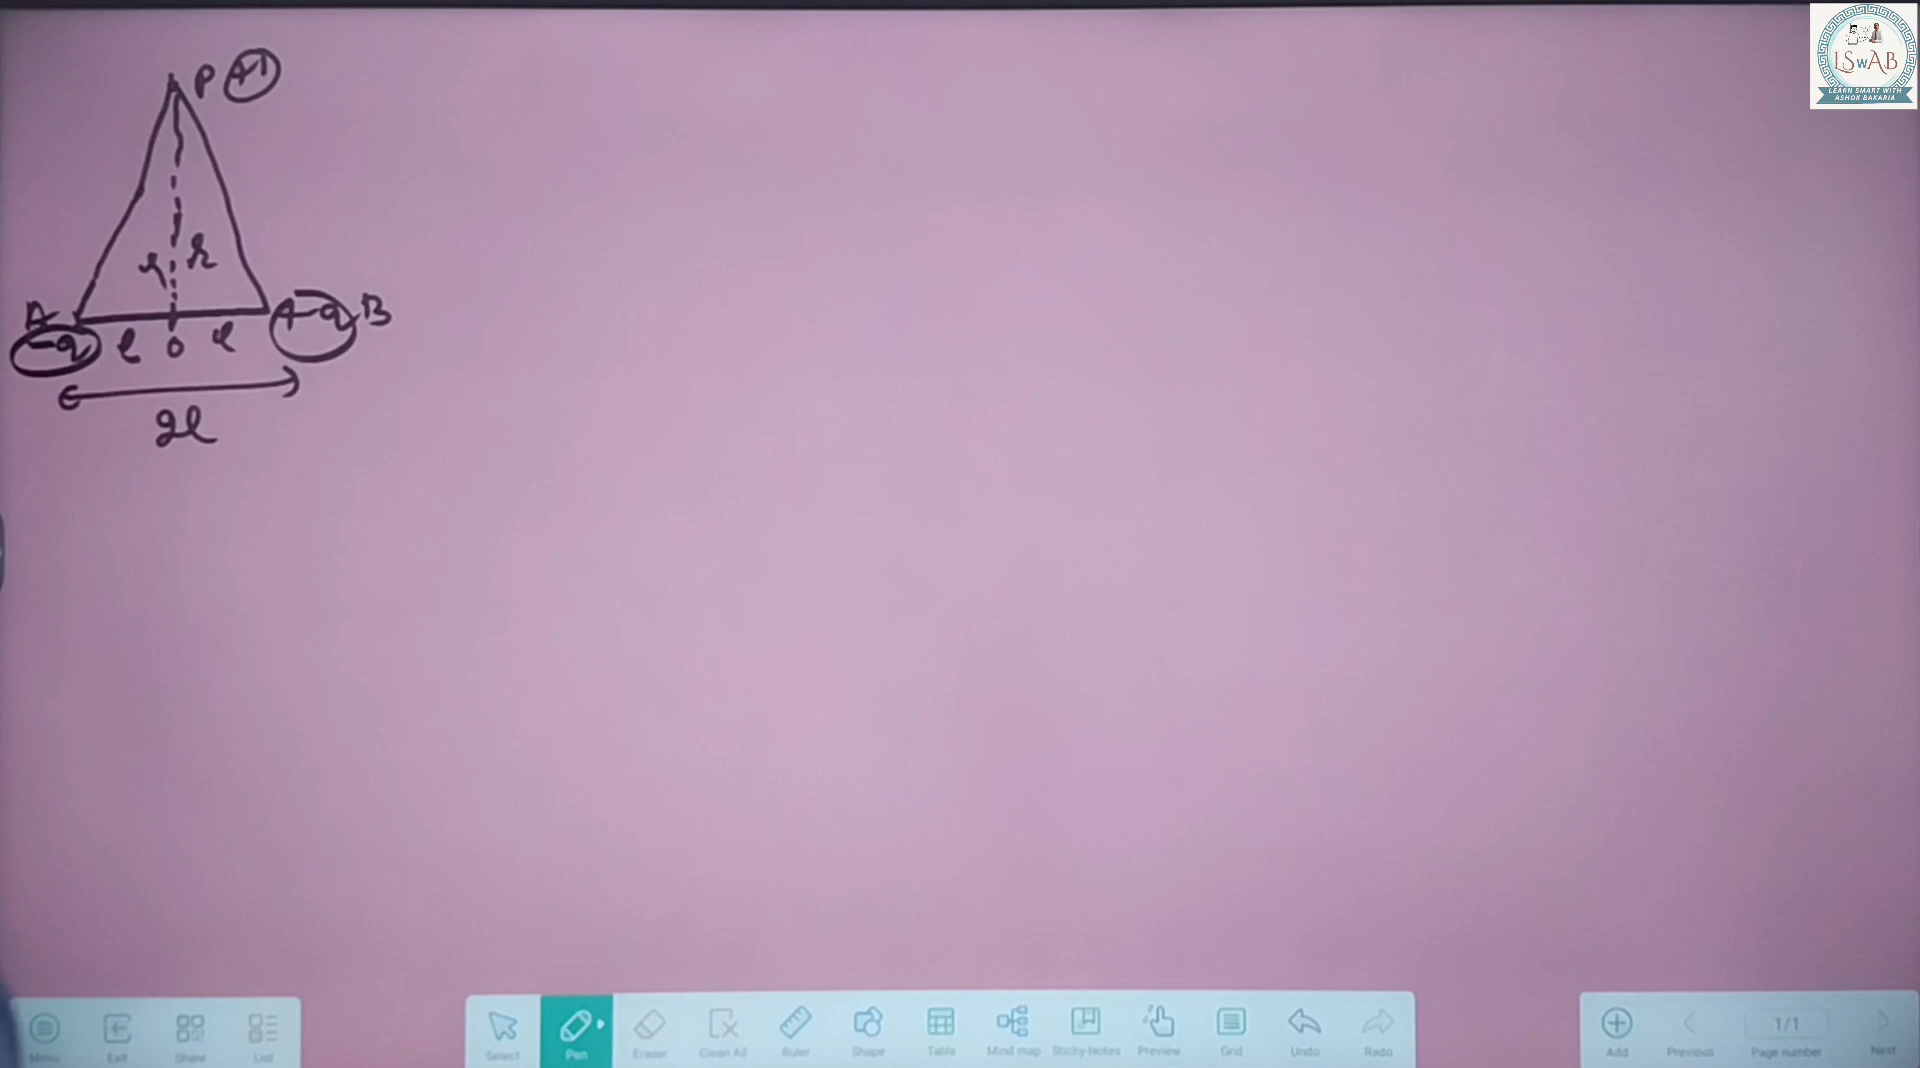 P +1
r r
A B
-q l o l +q
2l
LSwAB
LEARN SMART WITH
ASHOK BAKARIA
Menu Exit Share List Select Pen Eraser Clean All Ruler Shape Table Mind map Sticky-Notes Preview Grid Undo Redo Add Previous Page number Next
1/1